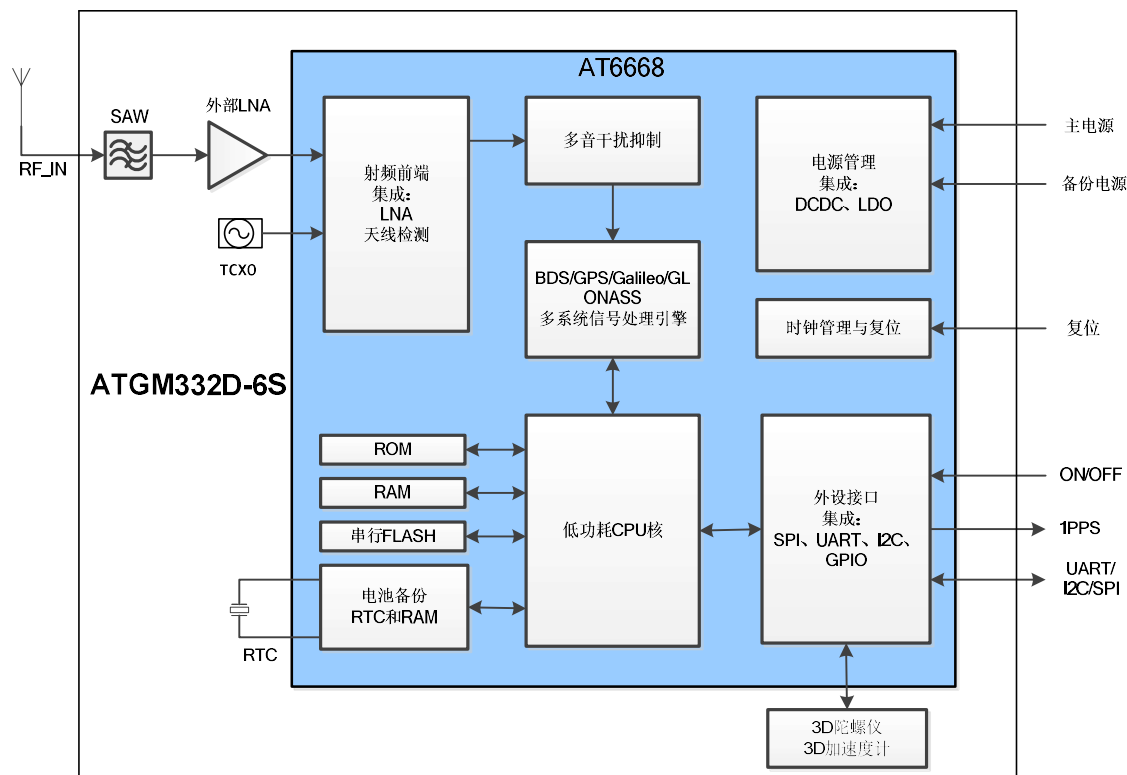 AT6668
SAW
外部LNA
RF_IN
TCXO
射频前端
集成：
LNA
天线检测
多音干扰抑制
电源管理
集成：
DCDC、LDO
主电源
备份电源
BDS/GPS/Galileo/GL
ONASS
多系统信号处理引擎
时钟管理与复位
复位
ATGM332D-6S
ROM
RAM
串行FLASH
电池备份
RTC和RAM
RTC
低功耗CPU核
外设接口
集成：
SPI、UART、I2C、
GPIO
ON/OFF
1PPS
UART/
I2C/SPI
3D陀螺仪
3D加速度计